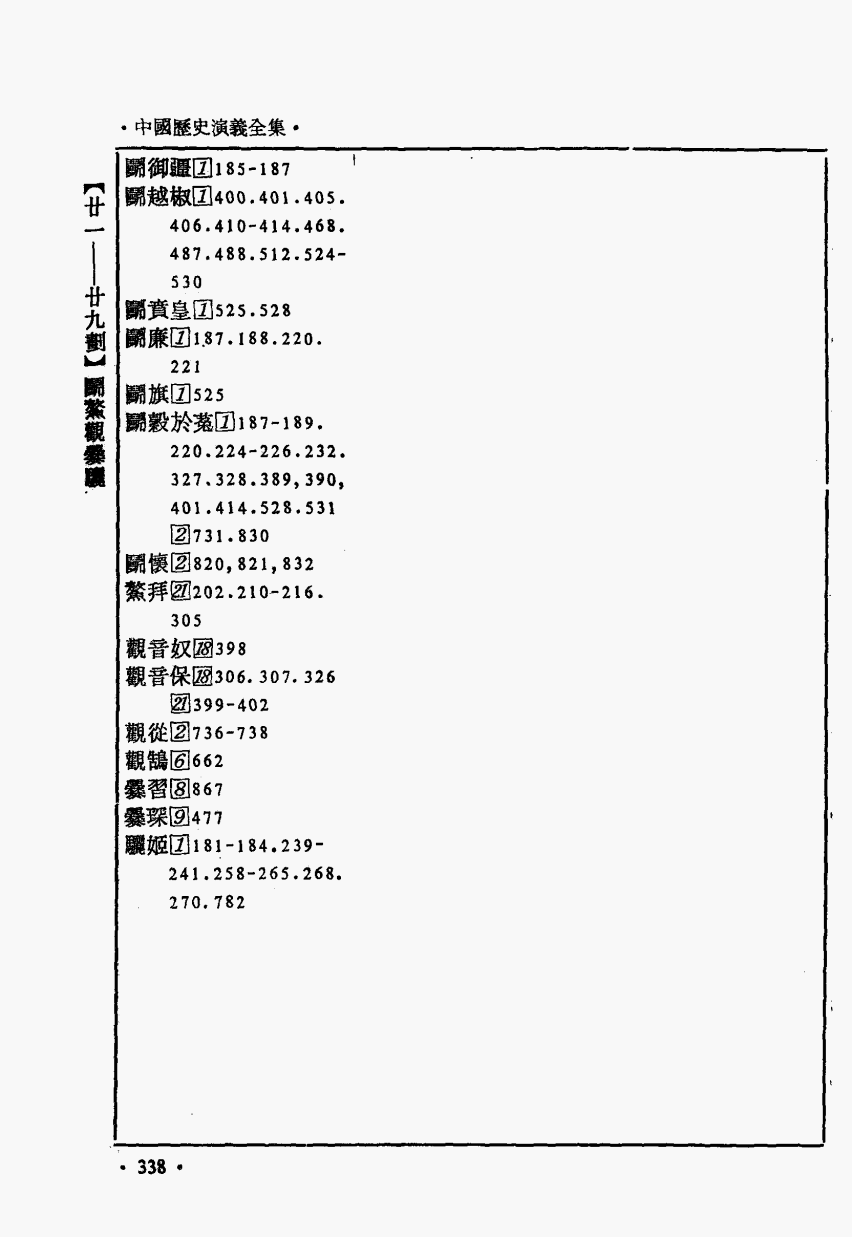 •中國歷史演義全集•
【廿一——廿九劃】鬭鰲觀爨驪
鬭御疆[1]185-187
鬭越椒[1]400.401.405.
406.410-414.468.
487.488.512.524-
530
鬭賁皇[1]525.528
鬭廉[1]187.188.220.
221
鬭旗[1]525
鬭穀於菟[1]187-189.
220.224-226.232.
327.328.389,390,
401.414.528.531
[2]731.830
鬭懷[2]820,821,832
鰲拜[21]202.210-216.
305
觀音奴[18]398
觀音保[18]306.307.326
[21]399-402
觀從[2]736-738
觀鵠[6]662
爨習[8]867
爨琛[9]477
驪姬[1]181-184.239-
241.258-265.268.
270.782
• 338 •